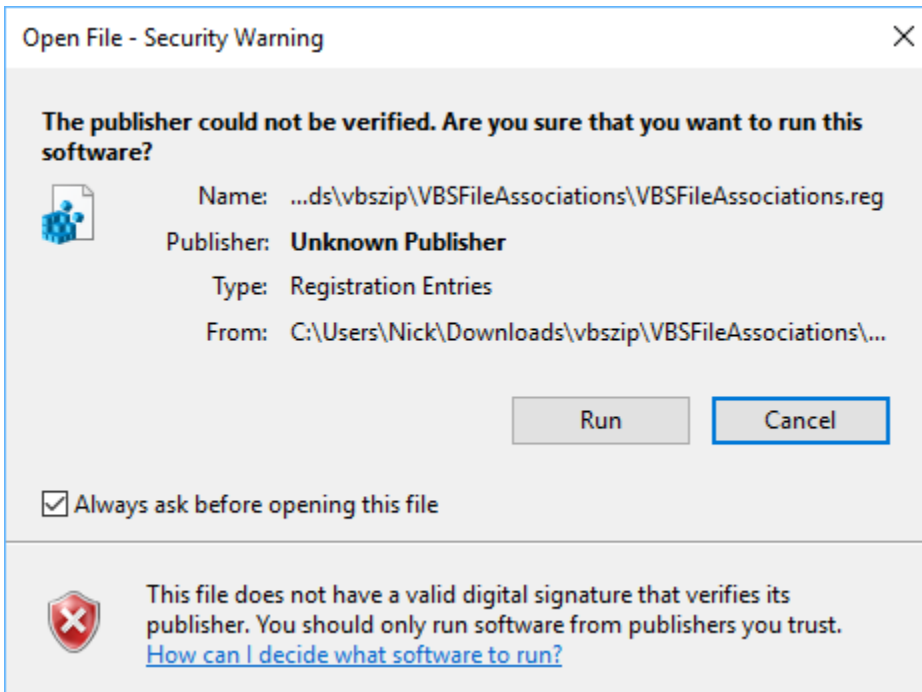 Open File - Security Warning
The publisher could not be verified. Are you sure that you want to run this
software?
Name: ...ds\vbszip\VBSFileAssociations\VBSFileAssociations.reg
Publisher: Unknown Publisher
Type: Registration Entries
From: C:\Users\Nick\Downloads\vbszip\VBSFileAssociations\...
Run Cancel
Always ask before opening this file
This file does not have a valid digital signature that verifies its
publisher. You should only run software from publishers you trust.
How can I decide what software to run?